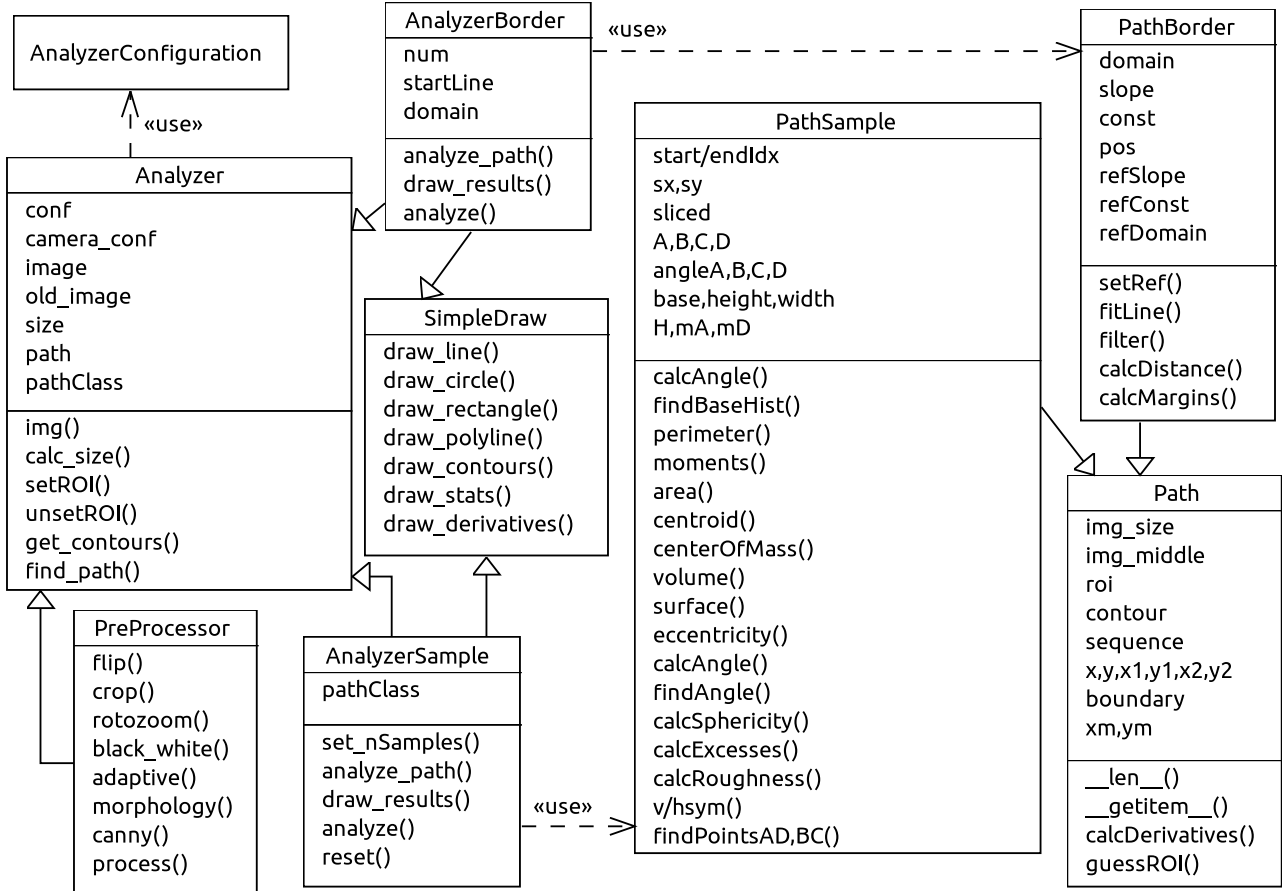 AnalyzerConfiguration
«use»
Analyzer
conf
camera_conf
image
old_image
size
path
pathClass
img()
calc_size()
setROI()
unsetROI()
get_contours()
find_path()
PreProcessor
flip()
crop()
rotozoom()
black_white()
adaptive()
morphology()
canny()
process()
AnalyzerBorder
num
startLine
domain
analyze_path()
draw_results()
analyze()
«use»
SimpleDraw
draw_line()
draw_circle()
draw_rectangle()
draw_polyline()
draw_contours()
draw_stats()
draw_derivatives()
AnalyzerSample
pathClass
set_nSamples()
analyze_path()
draw_results()
analyze()
reset()
«use»
PathSample
start/endIdx
sx,sy
sliced
A,B,C,D
angleA,B,C,D
base,height,width
H,mA,mD
calcAngle()
findBaseHist()
perimeter()
moments()
area()
centroid()
centerOfMass()
volume()
surface()
eccentricity()
calcAngle()
findAngle()
calcSphericity()
calcExcesses()
calcRoughness()
v/hsym()
findPointsAD,BC()
PathBorder
domain
slope
const
pos
refSlope
refConst
refDomain
setRef()
fitLine()
filter()
calcDistance()
calcMargins()
Path
img_size
img_middle
roi
contour
sequence
x,y,x1,y1,x2,y2
boundary
xm,ym
__len__()
__getitem__()
calcDerivatives()
guessROI()